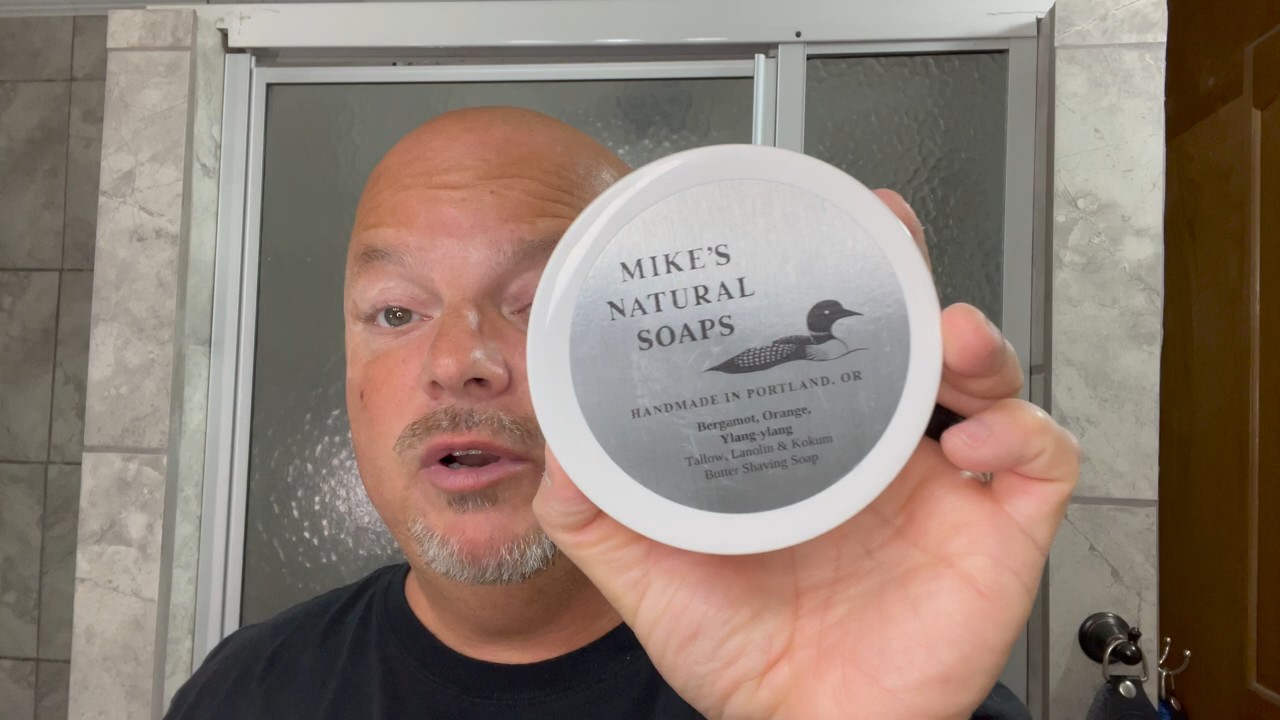 MIKE'S
NATURAL
SOAPS
HANDMADE IN PORTLAND, OR
Bergamot, Orange,
Ylang-ylang
Tallow, Lanolin & Kokum
Butter Shaving Soap